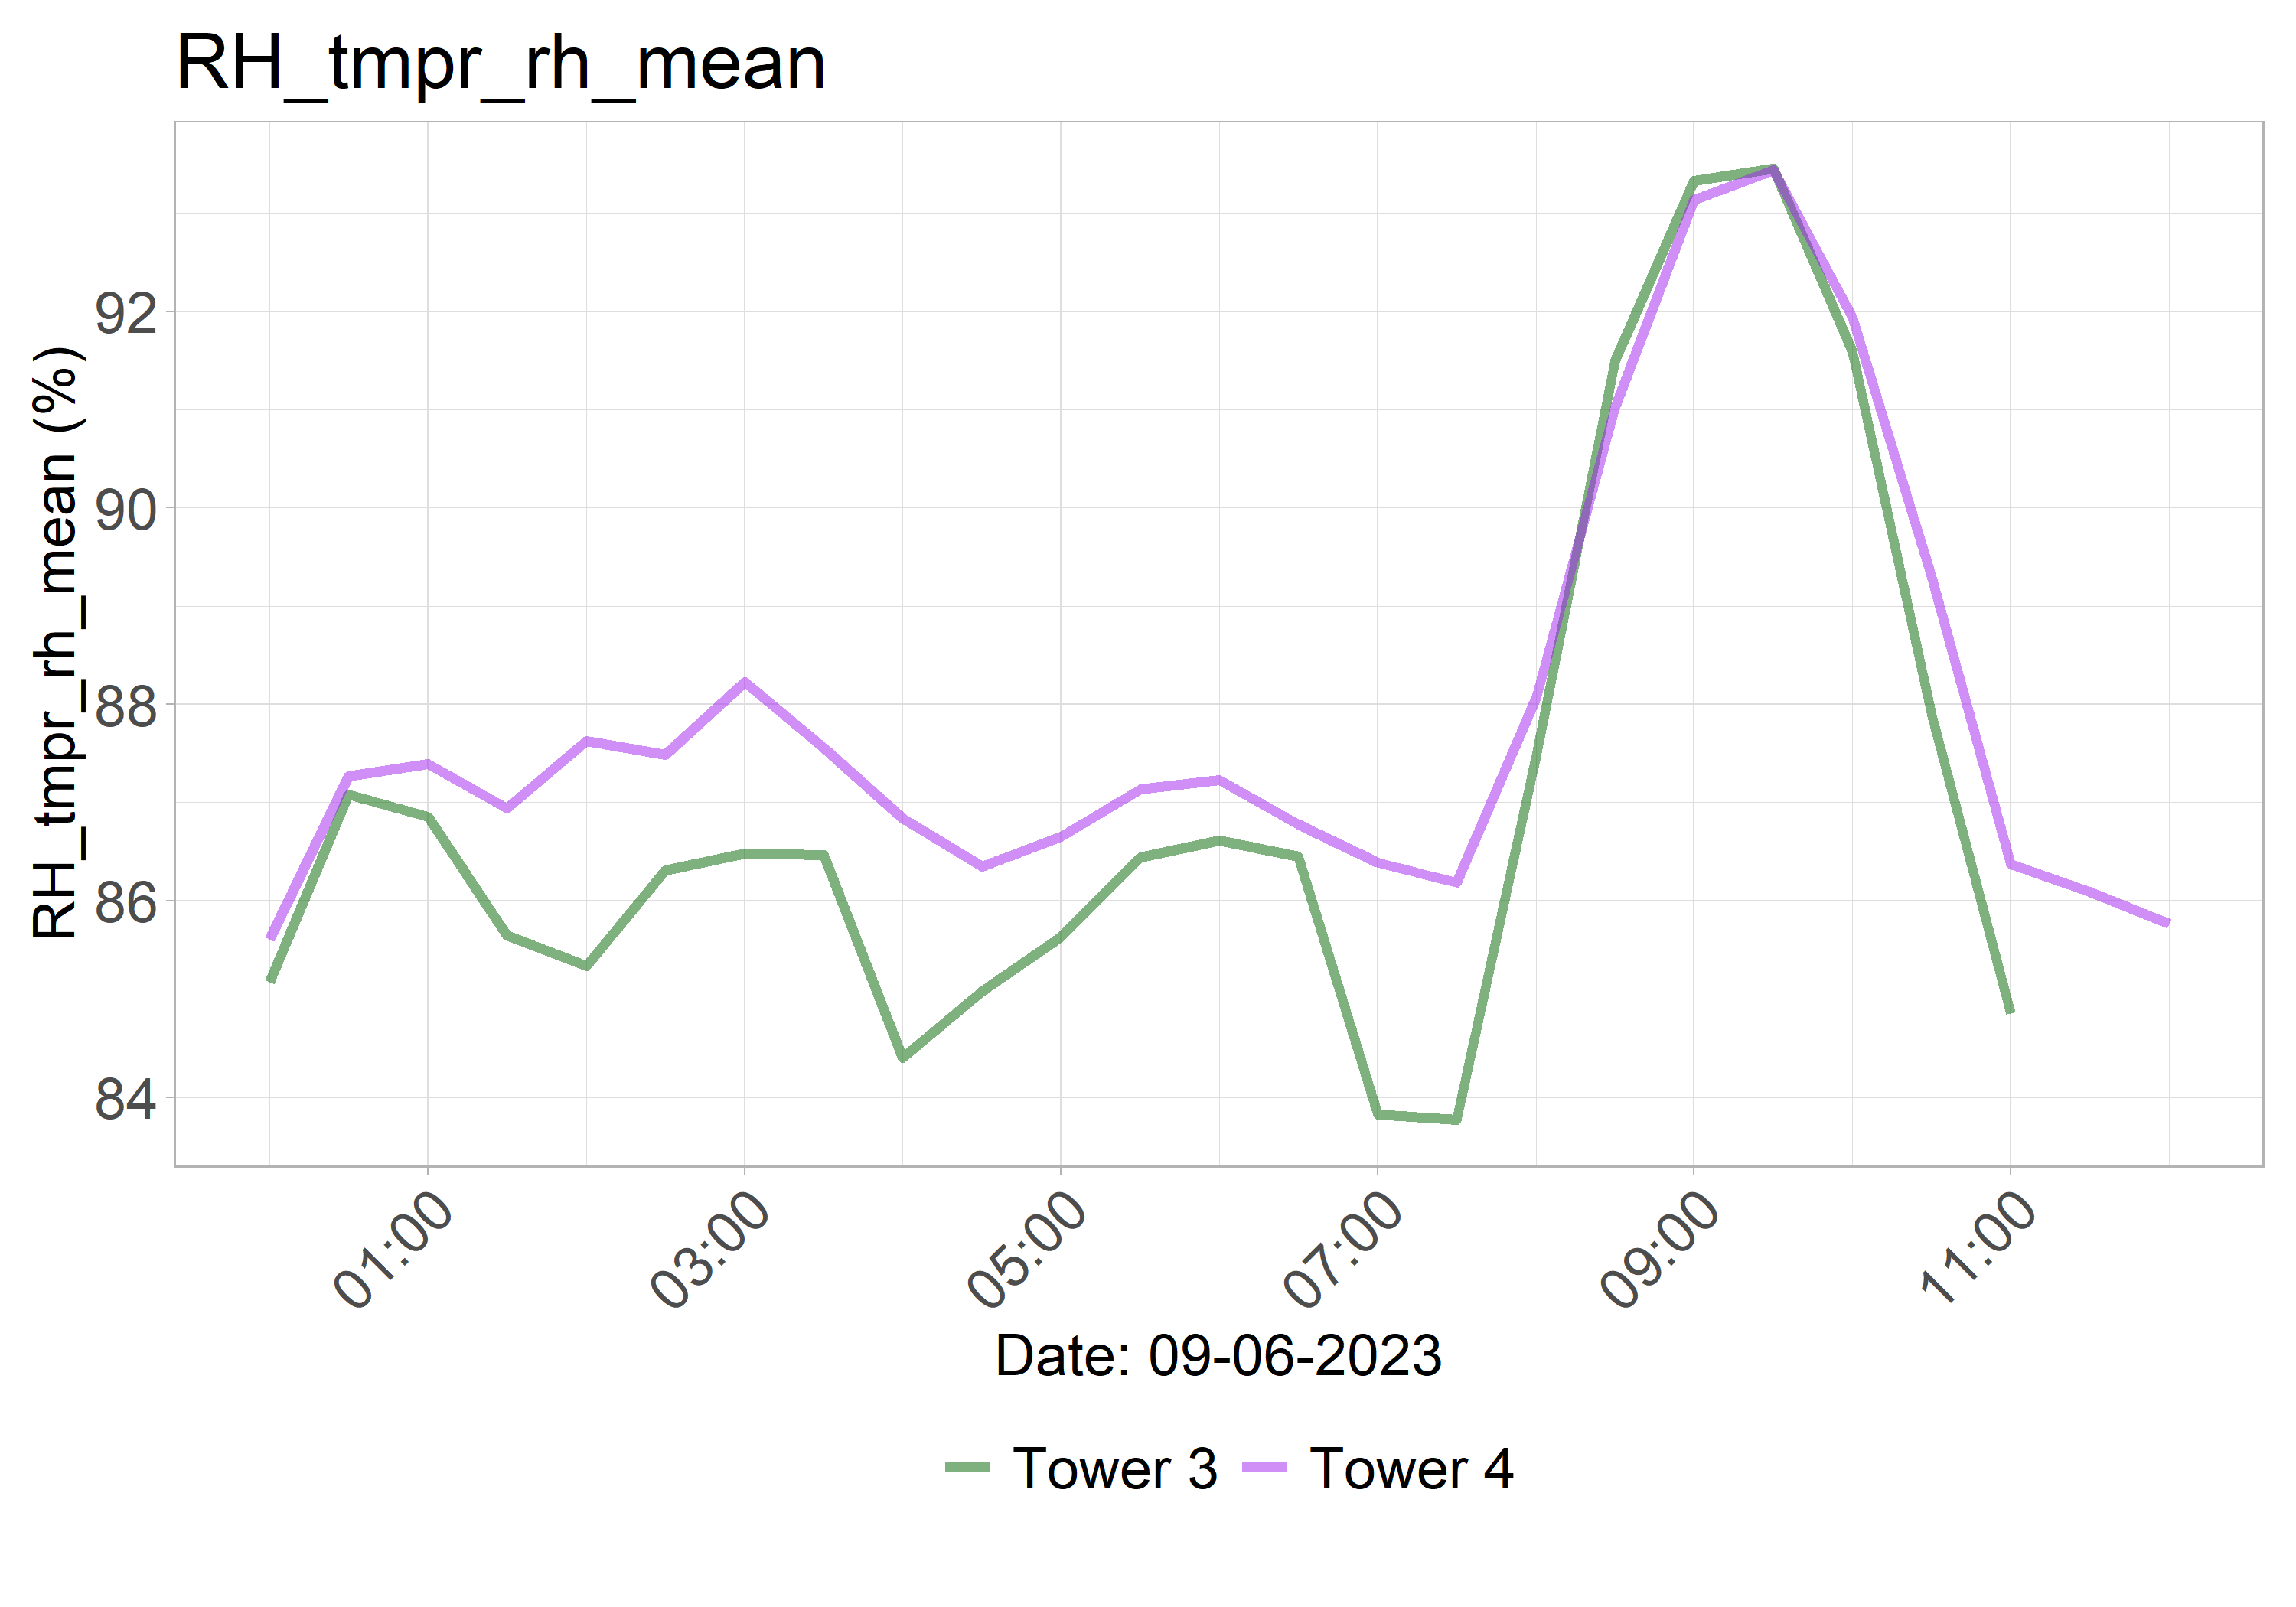 RH_tmpr_rh_mean
RH_tmpr_rh_mean (%)
92
90
88
86
84
01:00
03:00
05:00
07:00
09:00
11:00
Date: 09-06-2023
Tower 3
Tower 4